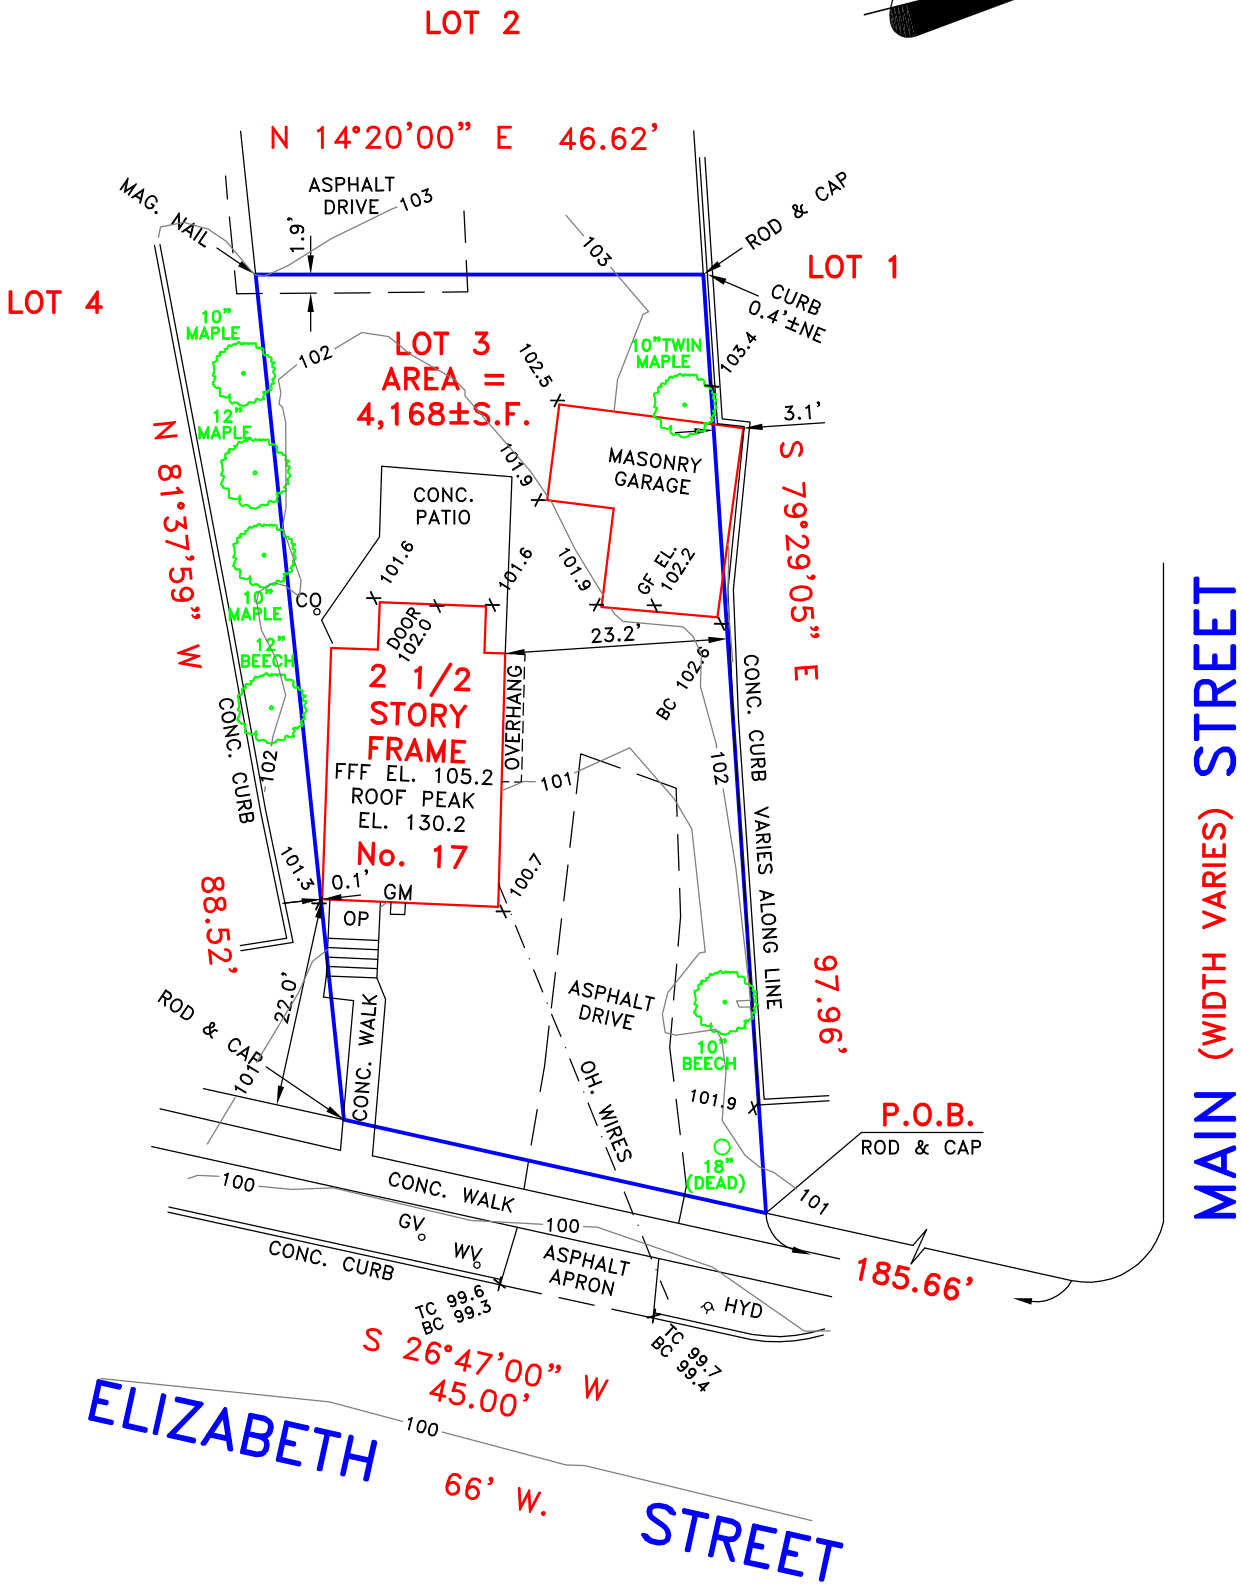 LOT 2
N 14°20'00" E 46.62'
MAG. NAIL
ASPHALT
DRIVE
103
1.9'
103
ROD & CAP
LOT 1
LOT 4
CURB
0.4'±NE
10"
MAPLE
102
LOT 3
AREA =
4,168±S.F.
102.5
10"TWIN
MAPLE
103.4
3.1'
12"
MAPLE
N 81°37'59" W
88.52'
CONC.
PATIO
101.9
MASONRY
GARAGE
S 79°29'05" E
97.96'
101.6
101.6
101.9
GF EL.
102.2
10"
MAPLE
CO
DOOR
102.0
23.2'
12"
BEECH
2 1/2
STORY
FRAME
FFF EL. 105.2
ROOF PEAK
EL. 130.2
No. 17
OVERHANG
BC 102.6
CONC. CURB VARIES ALONG LINE
CONC. CURB
102
101
102
101.3
0.1'
GM
100.7
OP
22.0'
ROD & CAP
101
CONC. WALK
ASPHALT
DRIVE
OH. WIRES
10"
BEECH
101.9
P.O.B.
ROD & CAP
18"
(DEAD)
101
100
CONC. WALK
GV
WV
100
CONC. CURB
ASPHALT
APRON
HYD
185.66'
TC 99.6
BC 99.3
TC 99.7
BC 99.4
S 26°47'00" W
45.00'
100
ELIZABETH STREET
66' W.
MAIN (WIDTH VARIES) STREET